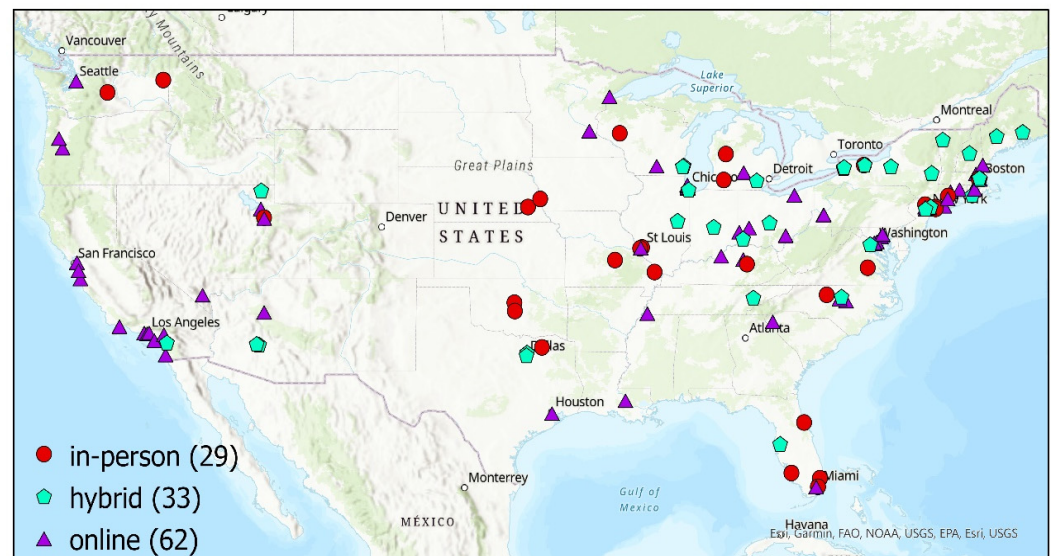 Calgary
Vancouver
Mountains
Seattle
Lake
Superior
Montreal
Toronto
Boston
Great Plains
Chicago
Detroit
New York
UNITED
STATES
Denver
St Louis
Washington
San Francisco
Los Angeles
Atlanta
Dallas
Houston
in-person (29)
hybrid (33)
online (62)
Monterrey
MÉXICO
Gulf of
Mexico
Miami
Havana
Esri, Garmin, FAO, NOAA, USGS, EPA, Esri, USGS